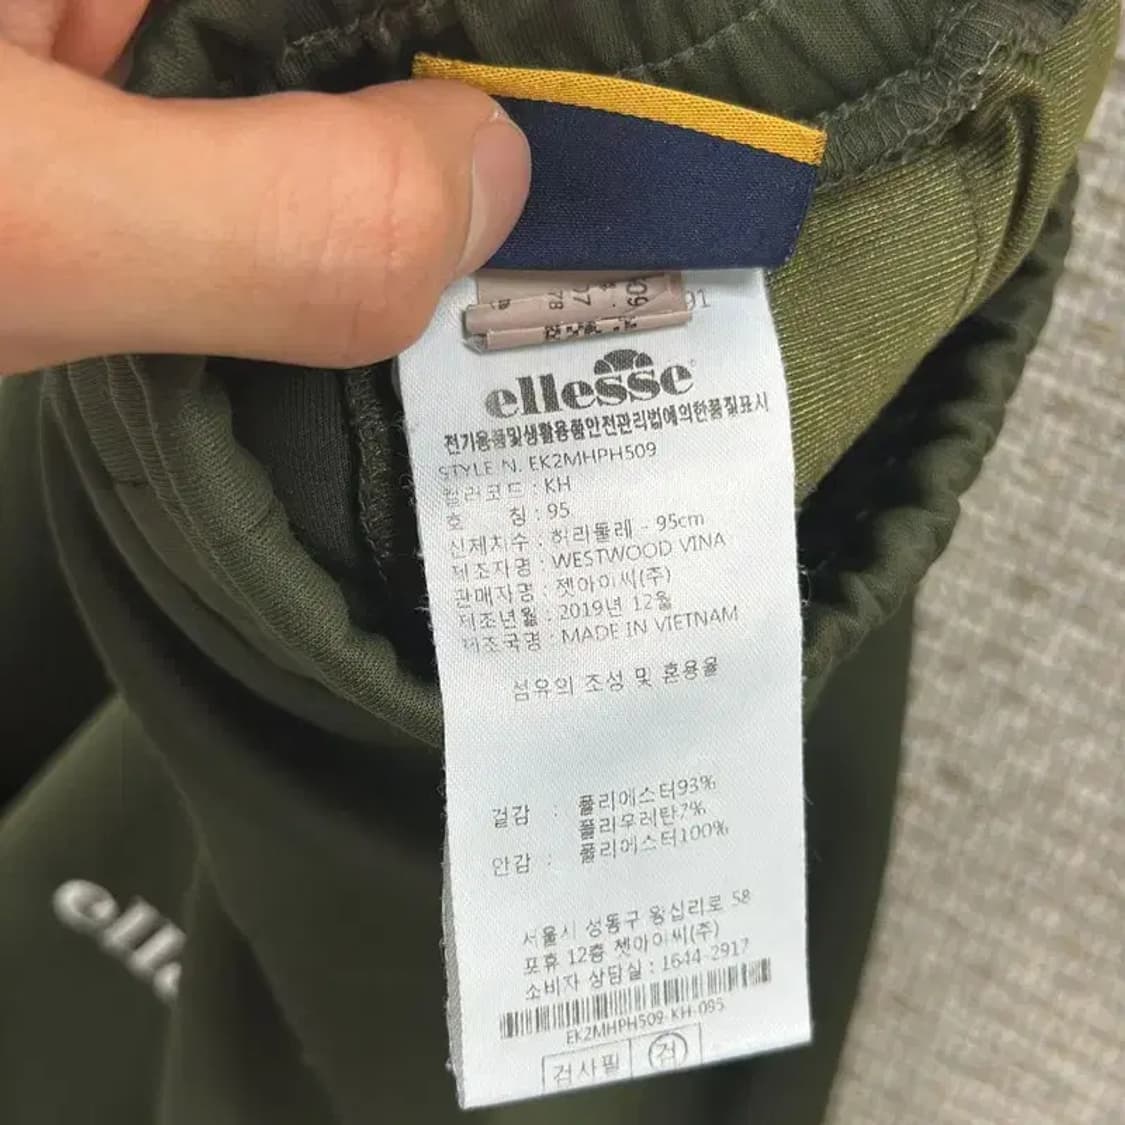 91
ellesse
전기용품및생활용품안전관리법에의한품질표시
STYLE N. EK2MHPH509
컬러코드 : KH
호 칭 : 95
신체치수 : 허리둘레 - 95cm
제조자명 : WESTWOOD VINA
판매자명 : 젯아이씨(주)
제조년월 : 2019년 12월
제조국명 : MADE IN VIETNAM
섬유의 조성 및 혼용율
겉감 : 폴리에스터93%
폴리우레탄7%
안감 : 폴리에스터100%
서울시 성동구 왕십리로 58
포휴 12층 젯아이씨(주)
소비자 상담실 : 1644-2917
EK2MHPH509-KH-095
검사필 검